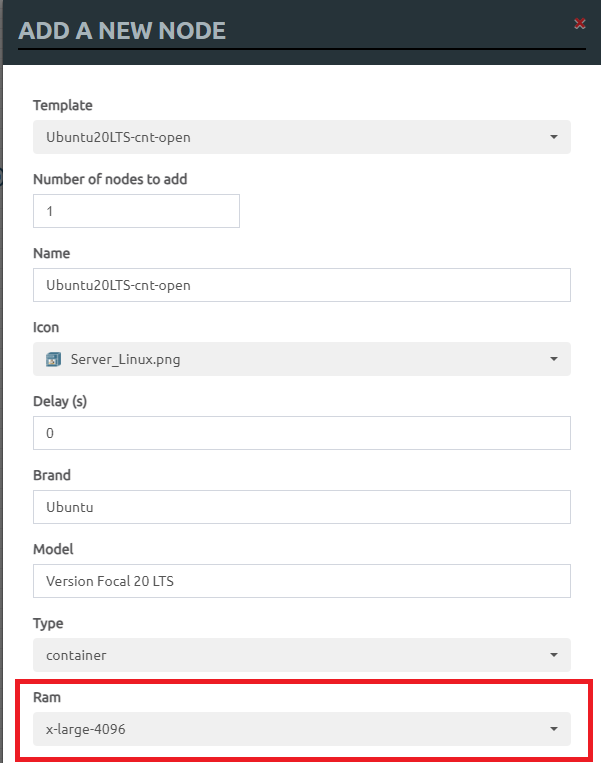 ADD A NEW NODE
Template
Ubuntu20LTS-cnt-open
Number of nodes to add
1
Name
Ubuntu20LTS-cnt-open
Icon
Server_Linux.png
Delay (s)
0
Brand
Ubuntu
Model
Version Focal 20 LTS
Type
container
Ram
x-large-4096